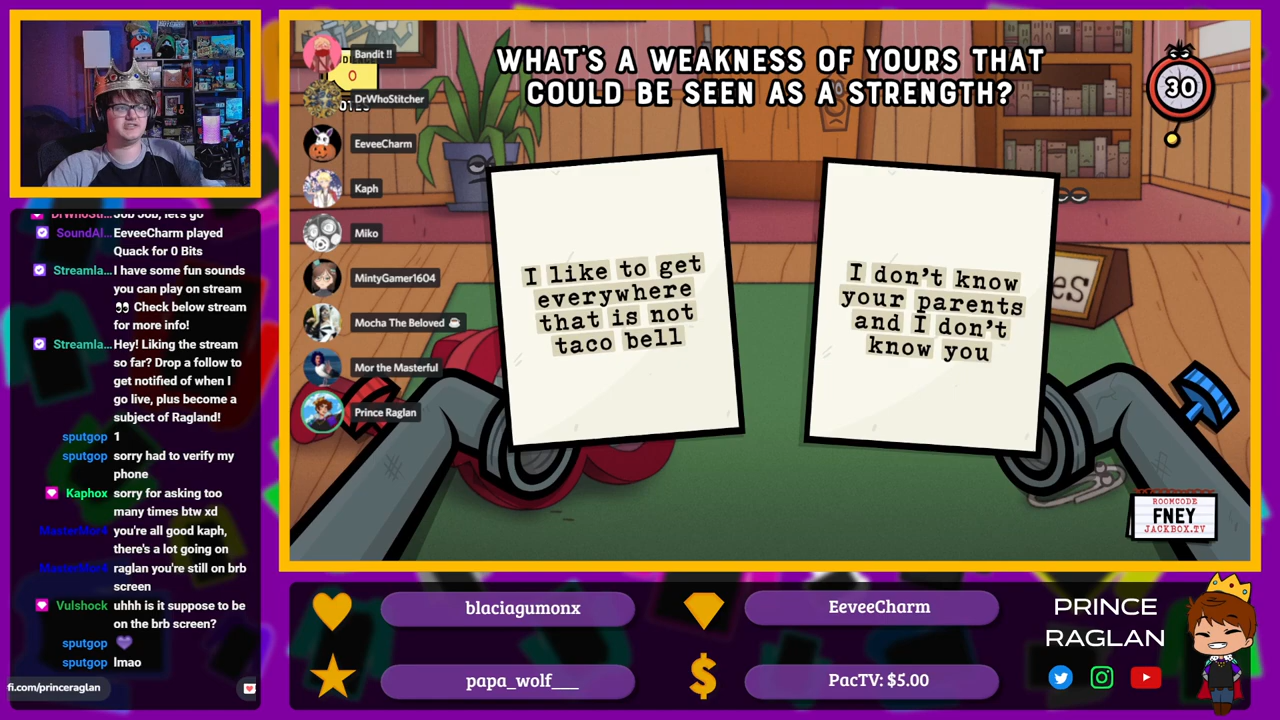 WHAT'S A WEAKNESS OF YOURS THAT
COULD BE SEEN AS A STRENGTH?
30
0
Bandit !!
DrWhoStitcher
EeveeCharm
Kaph
Miko
MintyGamer1604
Mocha The Beloved ☕
Mor the Masterful
Prince Raglan
I like to get
everywhere
that is not
taco bell
I don't know
your parents
and I don't
know you
ROOMCODE
FNEY
JACKBOX.TV
DrWhoSti... Job Job, let's go
SoundAl... EeveeCharm played
Quack for 0 Bits
Streamla... I have some fun sounds
you can play on stream
👀 Check below stream
for more info!
Streamla... Hey! Liking the stream
so far? Drop a follow to
get notified of when I
go live, plus become a
subject of Ragland!
sputgop 1
sputgop sorry had to verify my
phone
Kaphox sorry for asking too
many times btw xd
MasterMor4 you're all good kaph,
there's a lot going on
MasterMor4 raglan you're still on brb
screen
Vulshock uhhh is it suppose to be
on the brb screen?
sputgop 💜
sputgop lmao
fi.com/princeraglan
blaciagumonx
EeveeCharm
papa_wolf___
PacTV: $5.00
PRINCE
RAGLAN